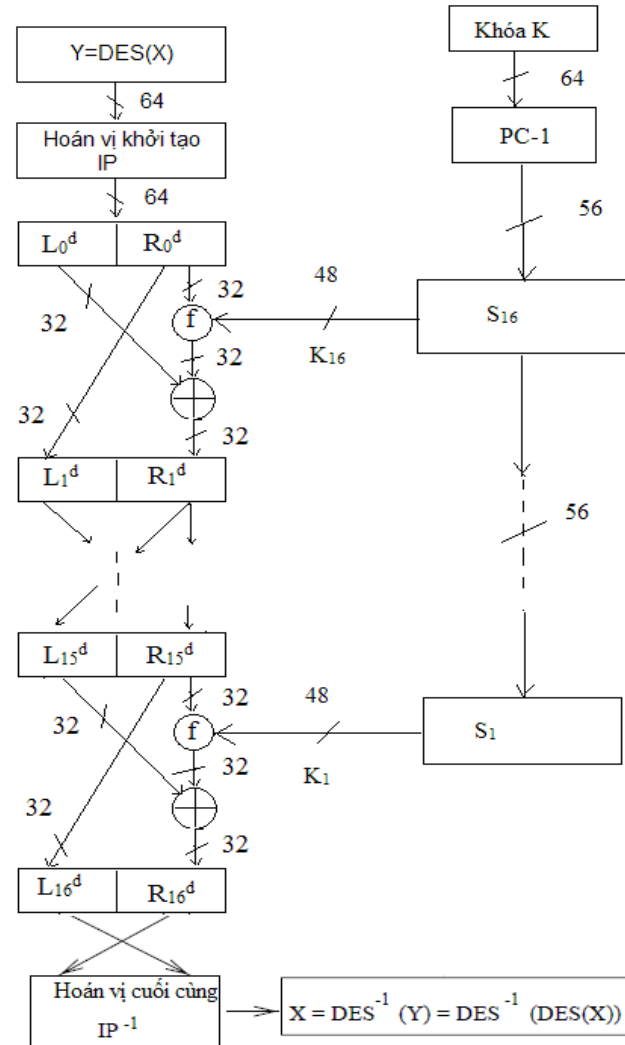 Y=DES(X)
Khóa K
64
64
Hoán vị khởi tạo
IP
PC-1
64
56
L₀ᵈ R₀ᵈ
32
48
S₁₆
32
f
32
K₁₆
32
32
L₁ᵈ R₁ᵈ
56
L₁₅ᵈ R₁₅ᵈ
32
48
32
f
S₁
32
K₁
32
32
L₁₆ᵈ R₁₆ᵈ
Hoán vị cuối cùng
IP ⁻¹
X = DES⁻¹ (Y) = DES⁻¹ (DES(X))